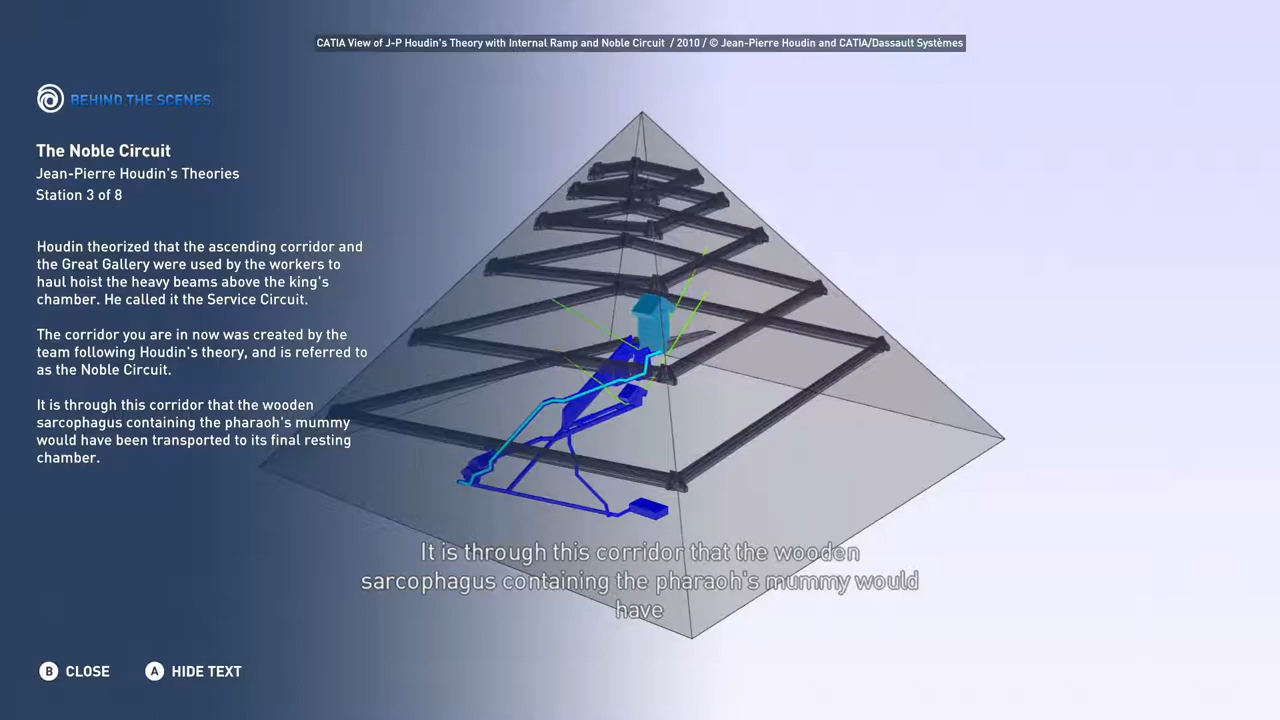 CATIA View of J-P Houdin's Theory with Internal Ramp and Noble Circuit / 2010 / © Jean-Pierre Houdin and CATIA/Dassault Systèmes
BEHIND THE SCENES
The Noble Circuit
Jean-Pierre Houdin's Theories
Station 3 of 8
Houdin theorized that the ascending corridor and
the Great Gallery were used by the workers to
haul hoist the heavy beams above the king's
chamber. He called it the Service Circuit.
The corridor you are in now was created by the
team following Houdin's theory, and is referred to
as the Noble Circuit.
It is through this corridor that the wooden
sarcophagus containing the pharaoh's mummy
would have been transported to its final resting
chamber.
It is through this corridor that the wooden
sarcophagus containing the pharaoh's mummy would
have
B CLOSE
A HIDE TEXT